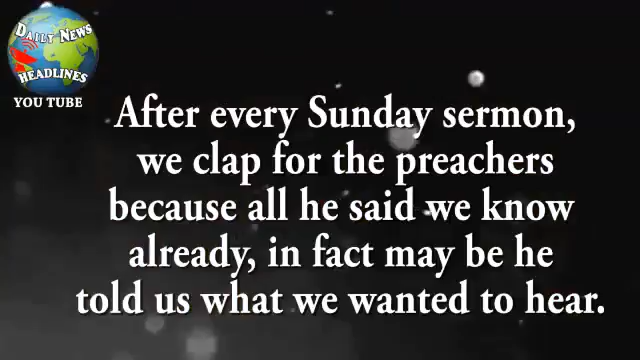 DAILY NEWS
HEADLINES
YOU TUBE
After every Sunday sermon,
we clap for the preachers
because all he said we know
already, in fact may be he
told us what we wanted to hear.